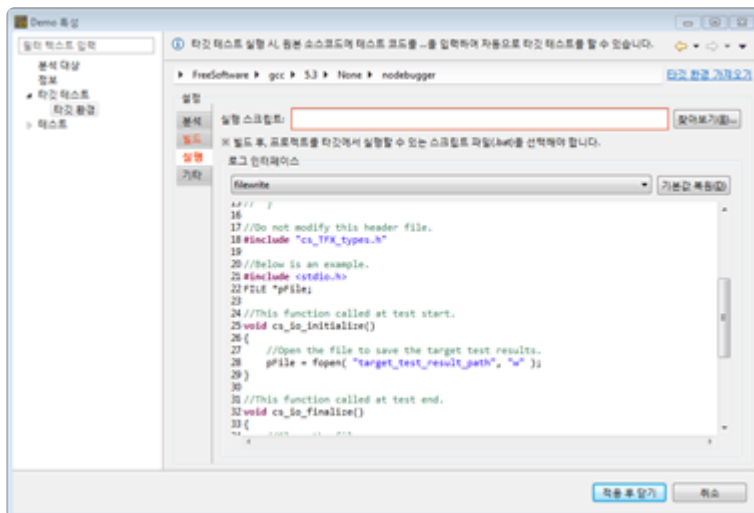 Demo 특성
필터 텍스트 입력
분석 대상
정보
타깃 테스트
타깃 환경
테스트
타깃 테스트 실행 시, 원본 소스코드에 테스트 코드를 ...을 입력하여 자동으로 타깃 테스트를 할 수 있습니다.
FreeSoftware ▸ gcc ▸ 5.3 ▸ None ▸ nodebugger
타깃 환경 가져오기
설정
분석
빌드
실행
기타
실행 스크립트:
찾아보기(B)...
※ 빌드 후, 프로젝트를 타깃에서 실행할 수 있는 스크립트 파일(.bat)을 선택해야 합니다.
로그 인터페이스
filewrite
기본값 복원(D)
15// }
16
17//Do not modify this header file.
18#include "cs_TFX_types.h"
19
20//Below is an example.
21#include <stdio.h>
22FILE *pFile;
23
24//This function called at test start.
25void cs_io_initialize()
26{
27 //Open the file to save the target test results.
28 pFile = fopen( "target_test_result_path", "w" );
29}
30
31//This function called at test end.
32void cs_io_finalize()
33{
적용 후 닫기
취소